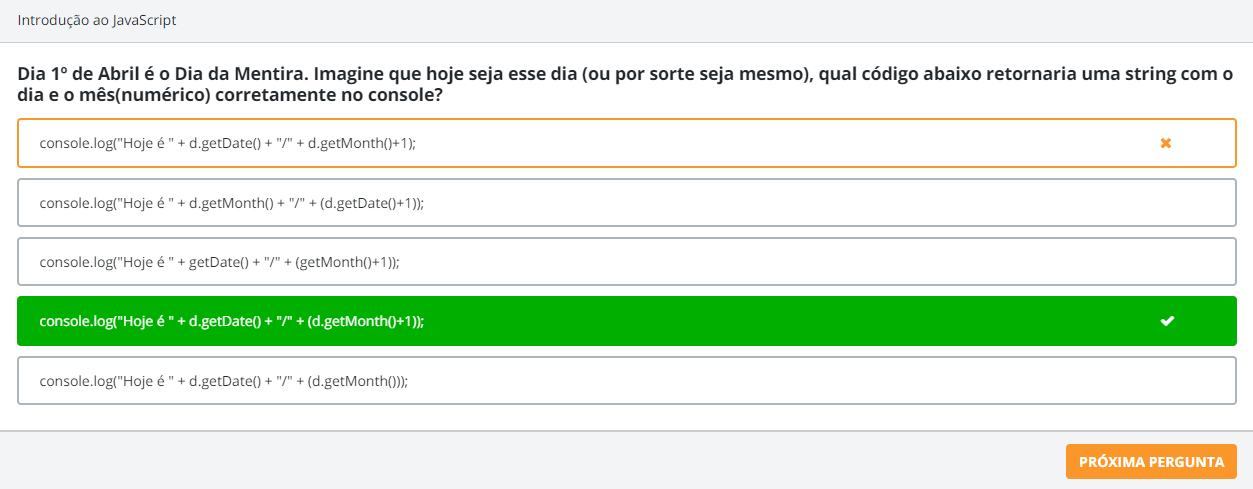 Introdução ao JavaScript
Dia 1º de Abril é o Dia da Mentira. Imagine que hoje seja esse dia (ou por sorte seja mesmo), qual código abaixo retornaria uma string com o
dia e o mês(numérico) corretamente no console?
console.log("Hoje é " + d.getDate() + "/" + d.getMonth()+1);
console.log("Hoje é " + d.getMonth() + "/" + (d.getDate()+1));
console.log("Hoje é " + getDate() + "/" + (getMonth()+1));
console.log("Hoje é " + d.getDate() + "/" + (d.getMonth()+1));
console.log("Hoje é " + d.getDate() + "/" + (d.getMonth()));
PRÓXIMA PERGUNTA